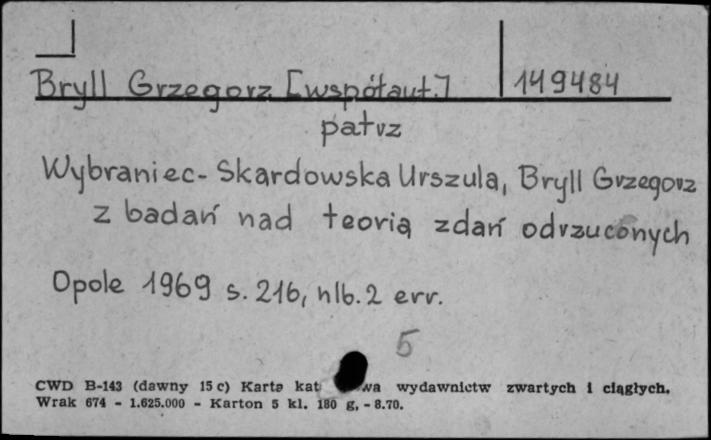 Bryll Grzegorz [współaut.] 149484
patrz
Wybraniec-Skardowska Urszula, Bryll Grzegorz
z badań nad teorią zdań odrzuconych
Opole 1969 s. 216, nlb. 2 err.
5
CWD B-143 (dawny 15 c) Karta wydawnictw zwartych i ciągłych.
Wrak 674 - 1.625.000 - Karton 5 kl. 180 g, - 8.70.